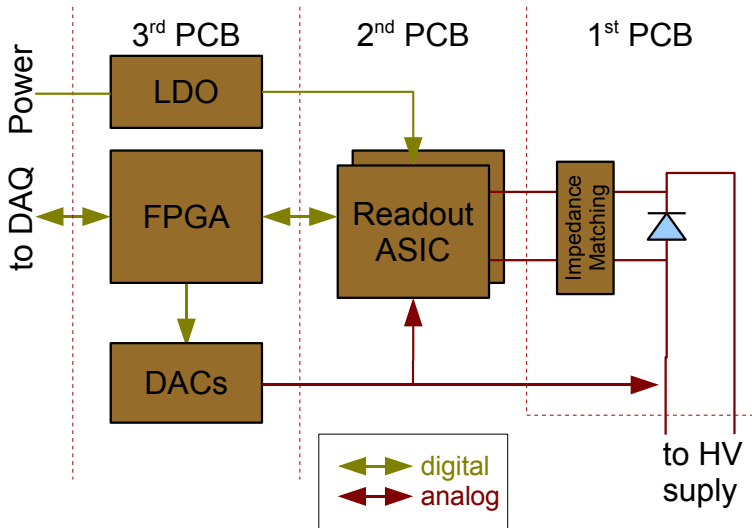 3rd PCB
2nd PCB
1st PCB
Power
LDO
to DAQ
FPGA
Readout
ASIC
Impedance
Matching
DACs
digital
analog
to HV
suply